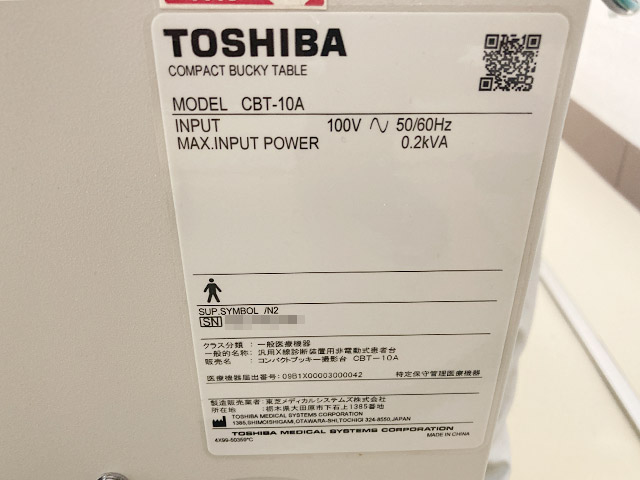 TOSHIBA
COMPACT BUCKY TABLE
MODEL CBT-10A
INPUT 100V ∿ 50/60Hz
MAX.INPUT POWER 0.2kVA
SUP.SYMBOL /N2
SN
クラス分類：一般医療機器
一般的名称：汎用X線診断装置用非電動式患者台
販売名：コンパクトブッキー撮影台 CBT-10A
医療機器届出番号：09B1X00003000042 特定保守管理医療機器
製造販売業者：東芝メディカルシステムズ株式会社
所在地：栃木県大田原市下石上1385番地
TOSHIBA MEDICAL SYSTEMS CORPORATION
1385,SHIMOISHIGAMI,OTAWARA-SHI,TOCHIGI 324-8550,JAPAN
TOSHIBA MEDICAL SYSTEMS CORPORATION
MADE IN CHINA